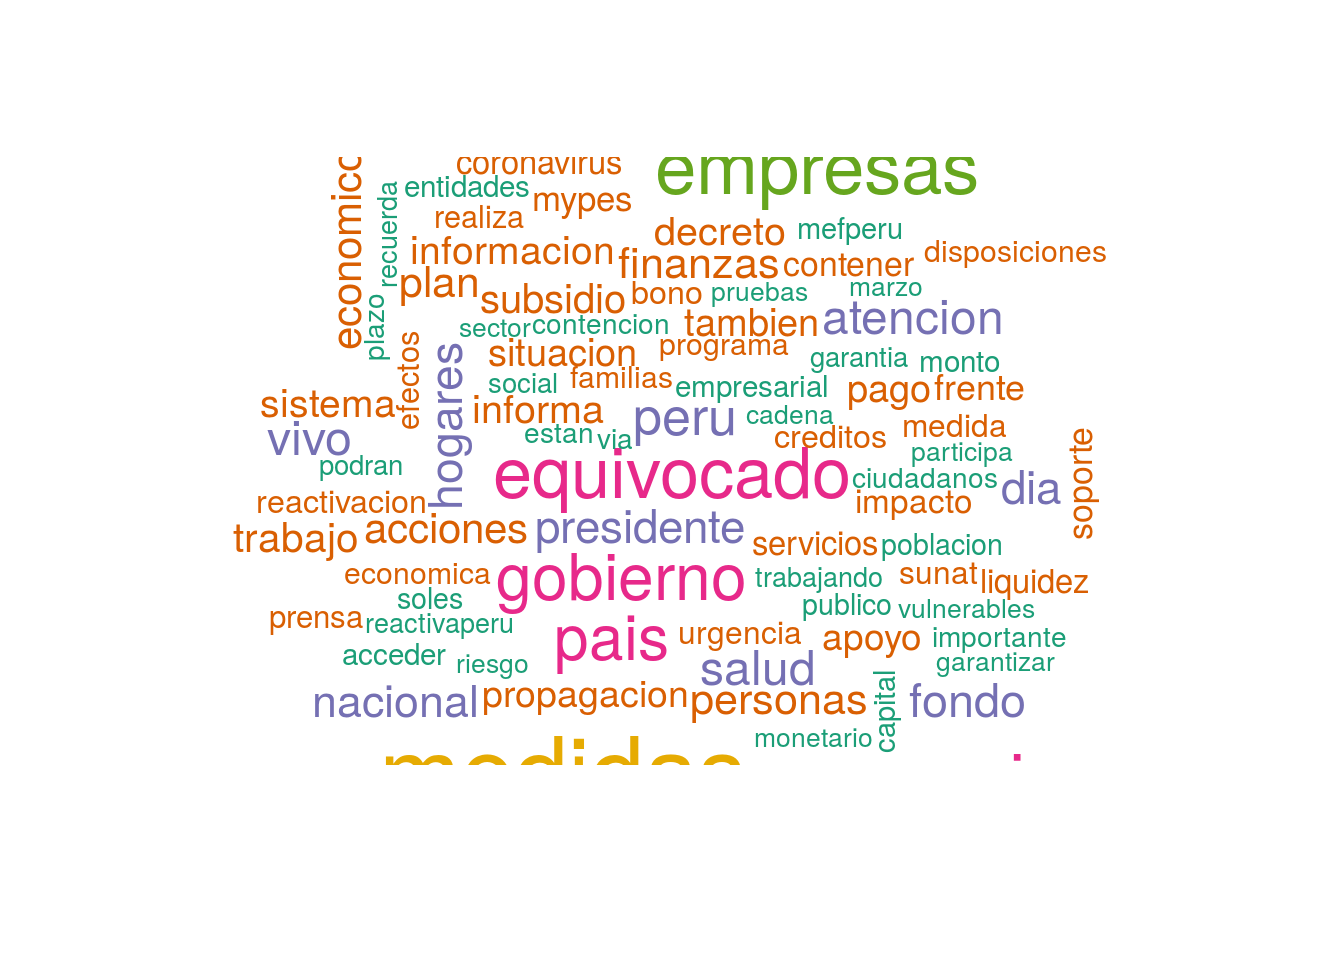 coronavirus
empresas
economico
recuerda
entidades
mypes
realiza
decreto
mefperu
disposiciones
informacion
finanzas
contener
plan
subsidio
bono
pruebas
marzo
plazo
sector
contencion
tambien
atencion
efectos
hogares
situacion
programa
garantia
monto
social
familias
empresarial
pago
frente
sistema
informa
peru
cadena
medida
vivo
estan
via
creditos
participa
soporte
podran
equivocado
ciudadanos
dia
reactivacion
impacto
trabajo
acciones
presidente
servicios
poblacion
economica
gobierno
trabajando
sunat
liquidez
soles
publico
vulnerables
prensa
reactivaperu
pais
urgencia
apoyo
importante
acceder
riesgo
salud
garantizar
nacional
propagacion
personas
capital
fondo
monetario
medidas